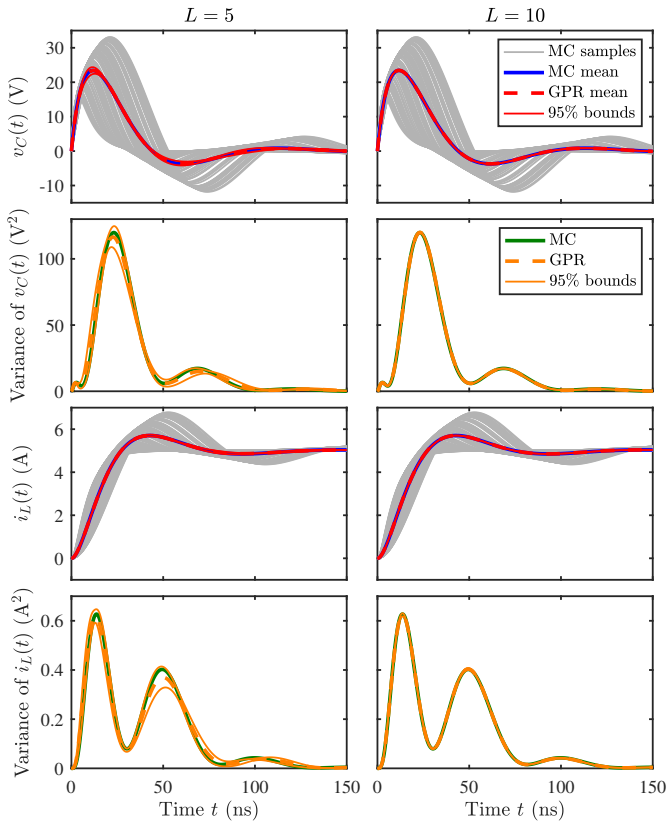 L = 5
L = 10
30
20
10
0
-10
v_C(t) (V)
MC samples
MC mean
GPR mean
95% bounds
100
50
0
Variance of v_C(t) (V²)
MC
GPR
95% bounds
6
4
2
0
i_L(t) (A)
0.6
0.4
0.2
0
Variance of i_L(t) (A²)
0 50 100 150
0 50 100 150
Time t (ns)
Time t (ns)